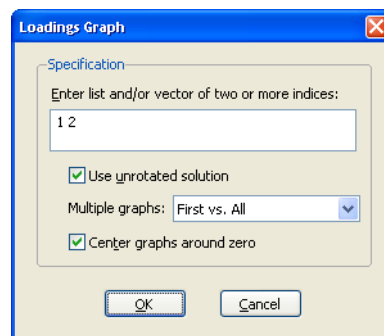 Loadings Graph
Specification
Enter list and/or vector of two or more indices:
1 2
Use unrotated solution
Multiple graphs: First vs. All
Center graphs around zero
OK Cancel